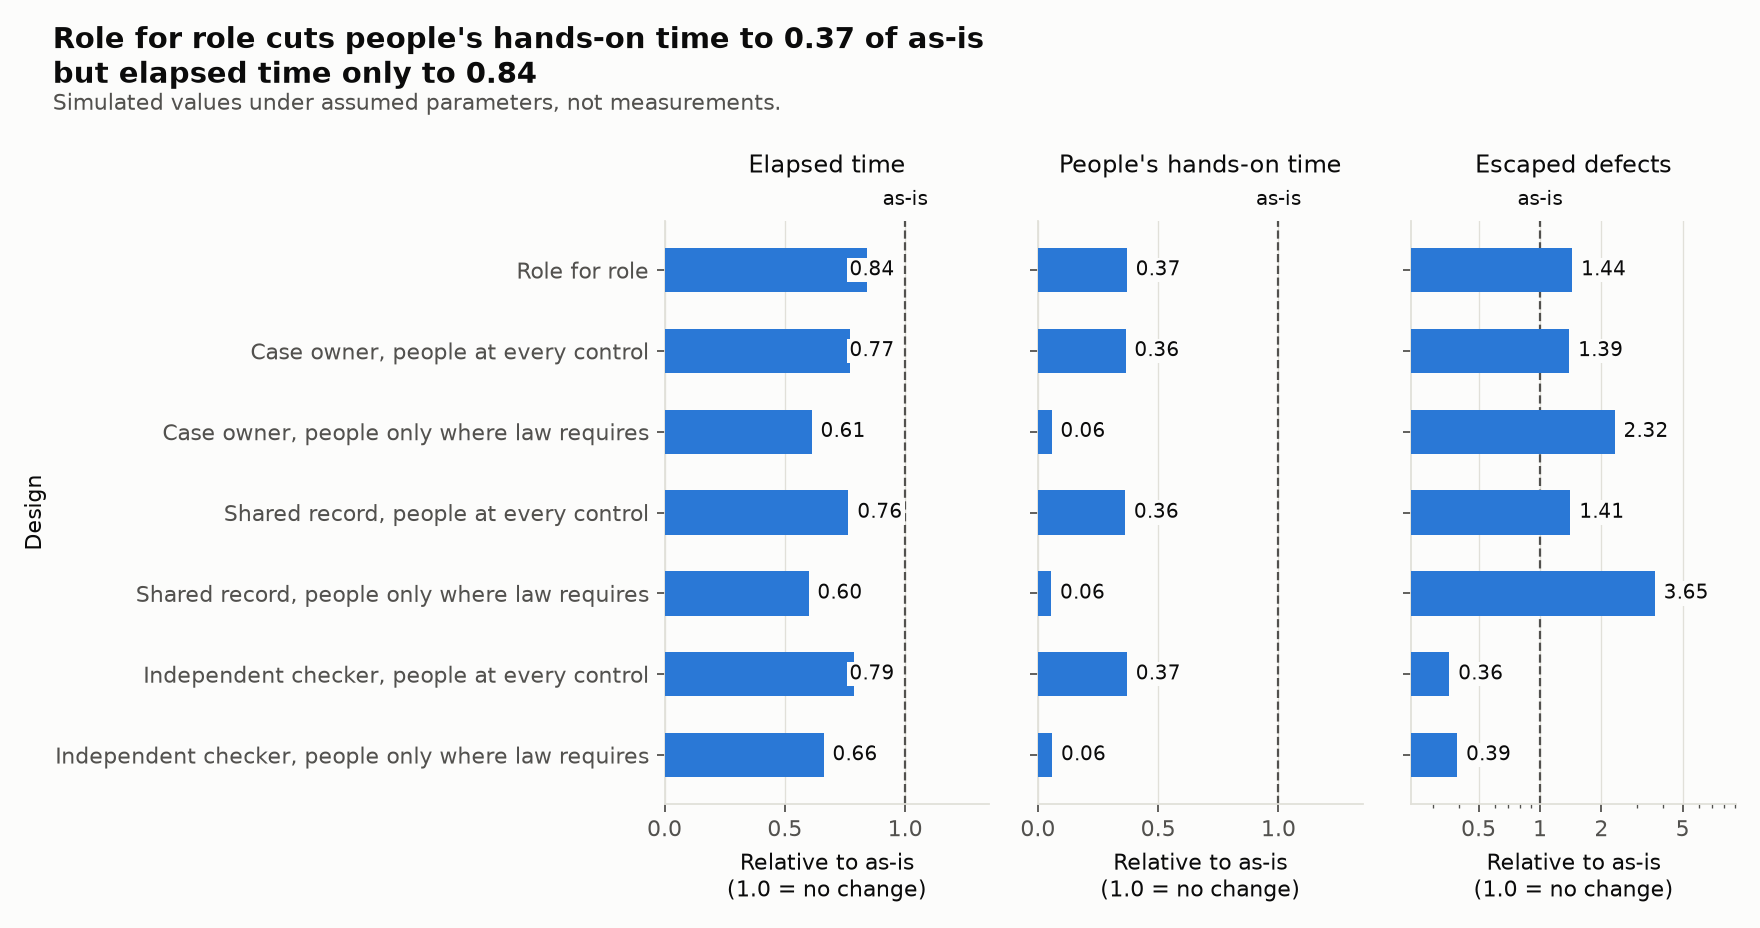 Role for role cuts people's hands-on time to 0.37 of as-is
but elapsed time only to 0.84
Simulated values under assumed parameters, not measurements.
Elapsed time
People's hands-on time
Escaped defects
as-is
as-is
as-is
Design
Role for role
0.84
0.37
1.44
Case owner, people at every control
0.77
0.36
1.39
Case owner, people only where law requires
0.61
0.06
2.32
Shared record, people at every control
0.76
0.36
1.41
Shared record, people only where law requires
0.60
0.06
3.65
Independent checker, people at every control
0.79
0.37
0.36
Independent checker, people only where law requires
0.66
0.06
0.39
0.0 0.5 1.0
0.0 0.5 1.0
0.5 1 2 5
Relative to as-is
(1.0 = no change)
Relative to as-is
(1.0 = no change)
Relative to as-is
(1.0 = no change)